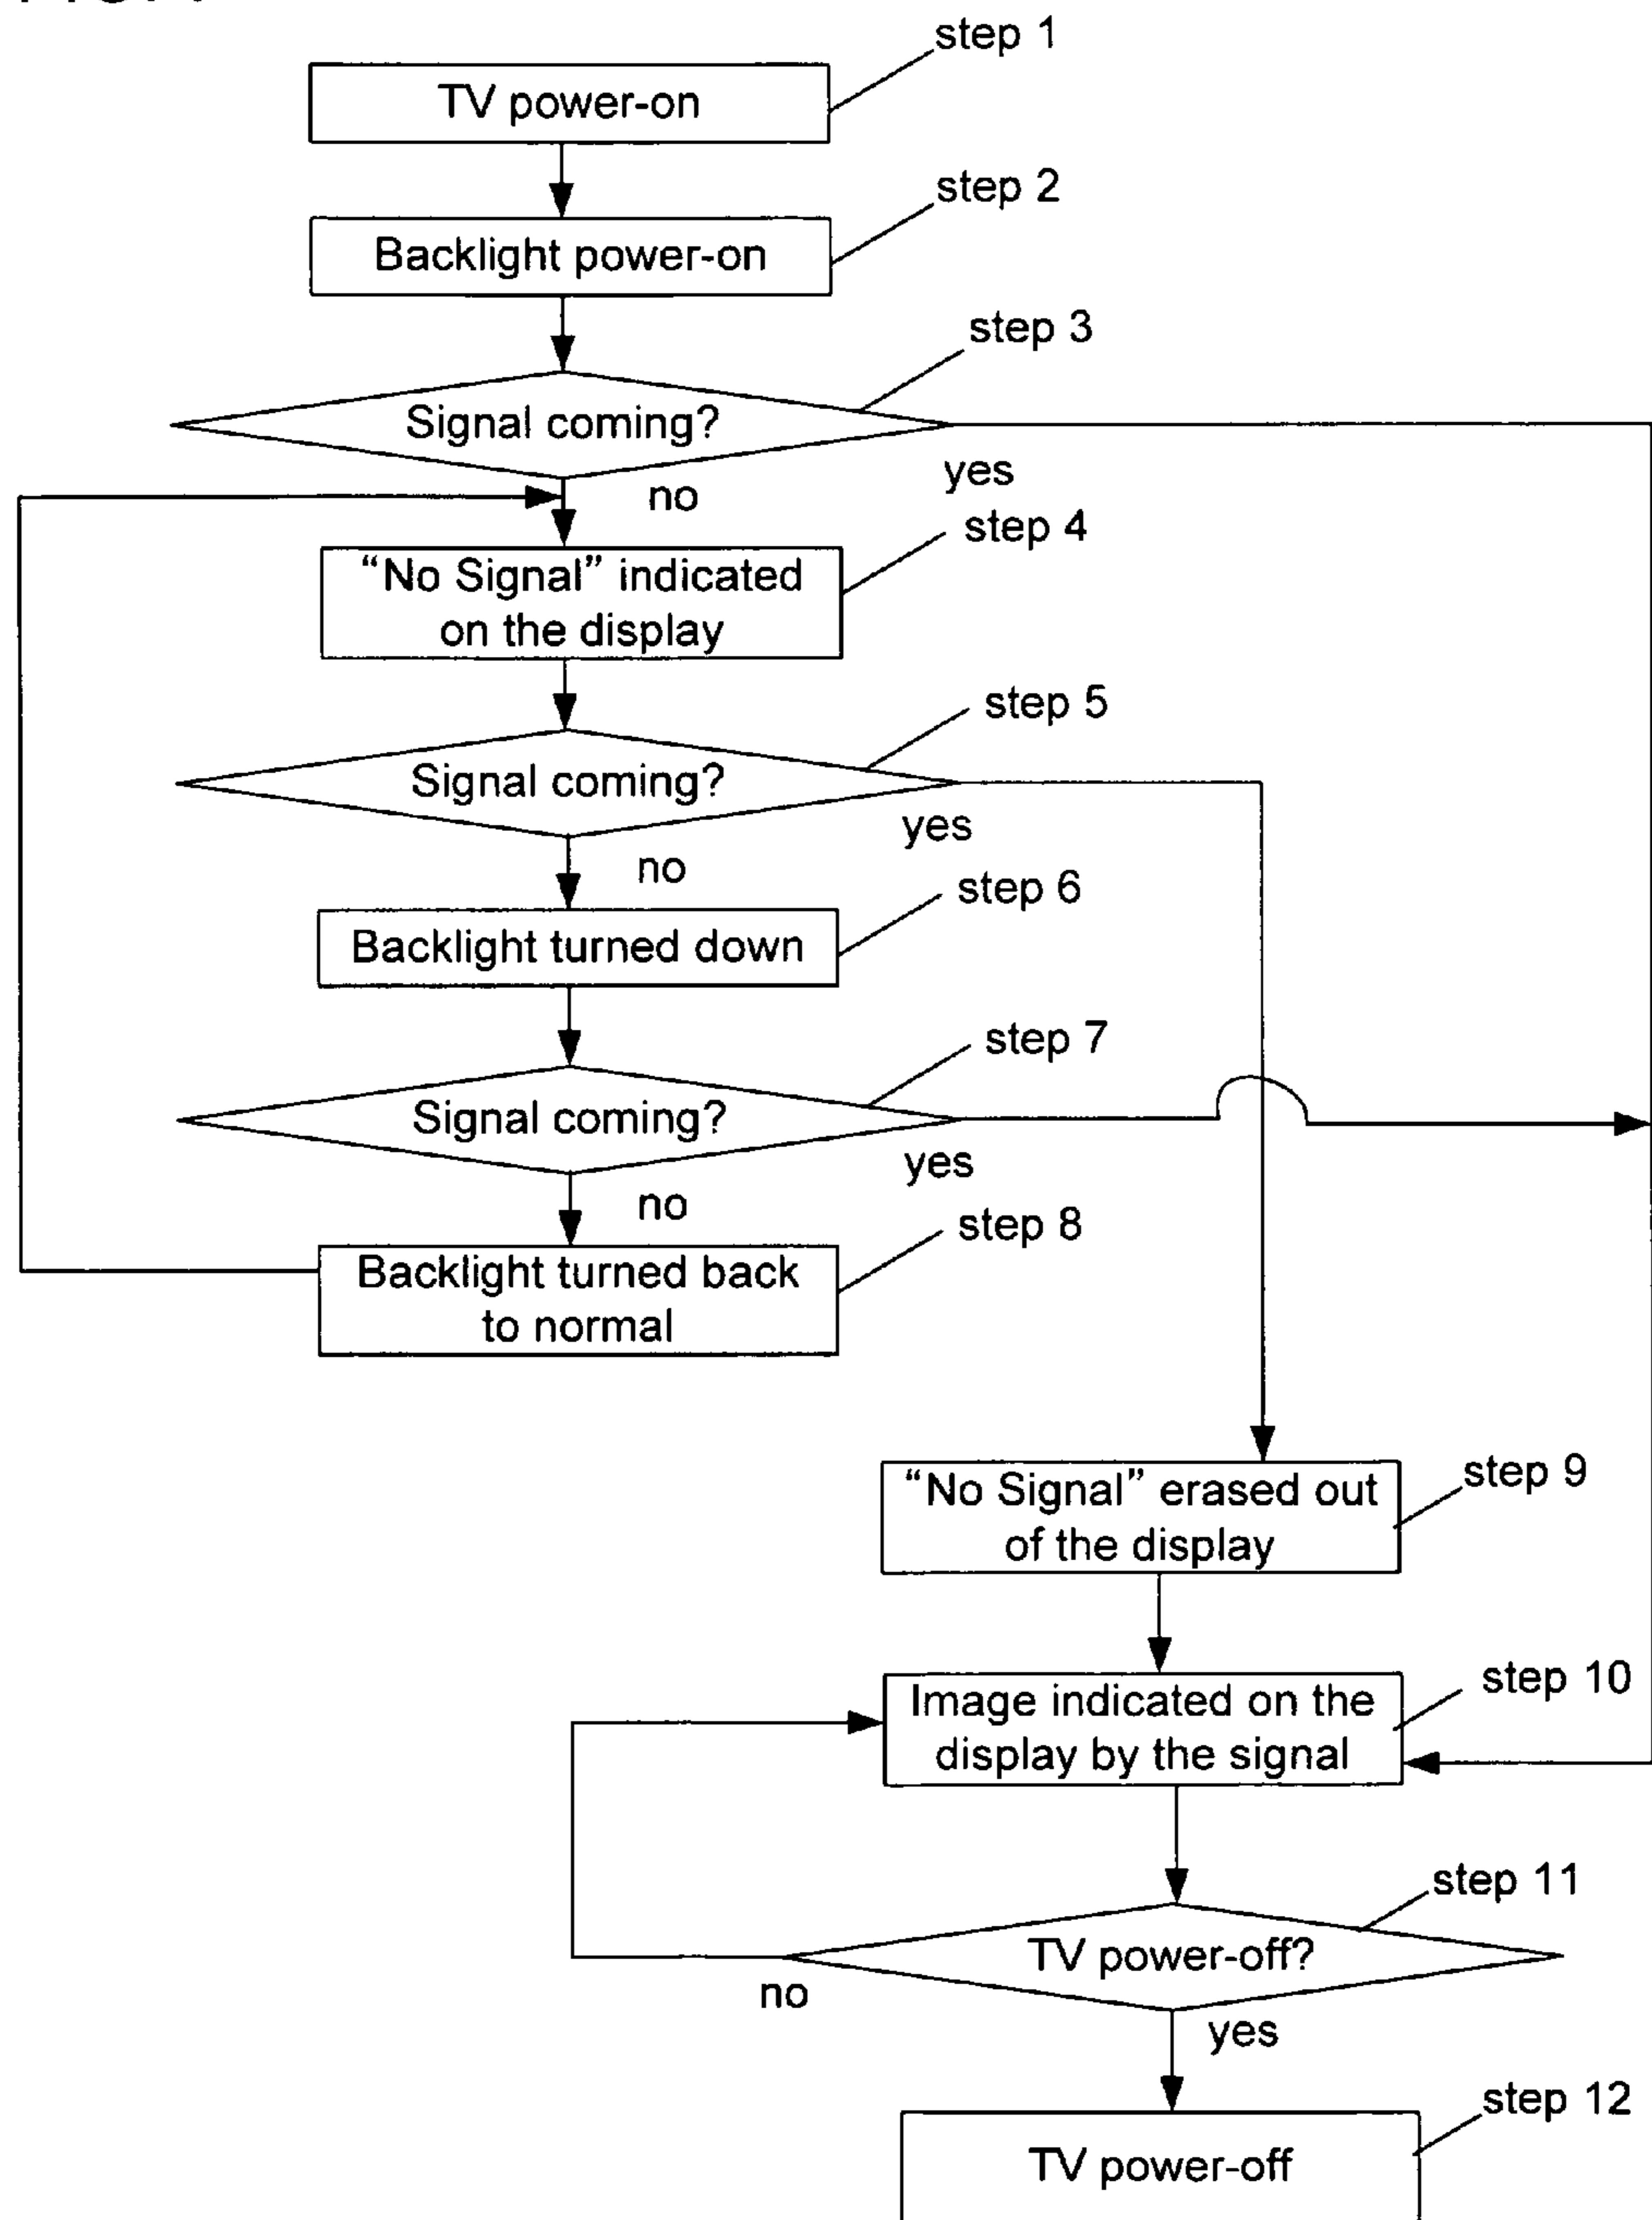 step 1
TV power-on
step 2
Backlight power-on
step 3
Signal coming?
yes
no
step 4
“No Signal” indicated
on the display
step 5
Signal coming?
yes
no
step 6
Backlight turned down
step 7
Signal coming?
yes
no
step 8
Backlight turned back
to normal
step 9
“No Signal” erased out
of the display
step 10
Image indicated on the
display by the signal
step 11
TV power-off?
no
yes
step 12
TV power-off